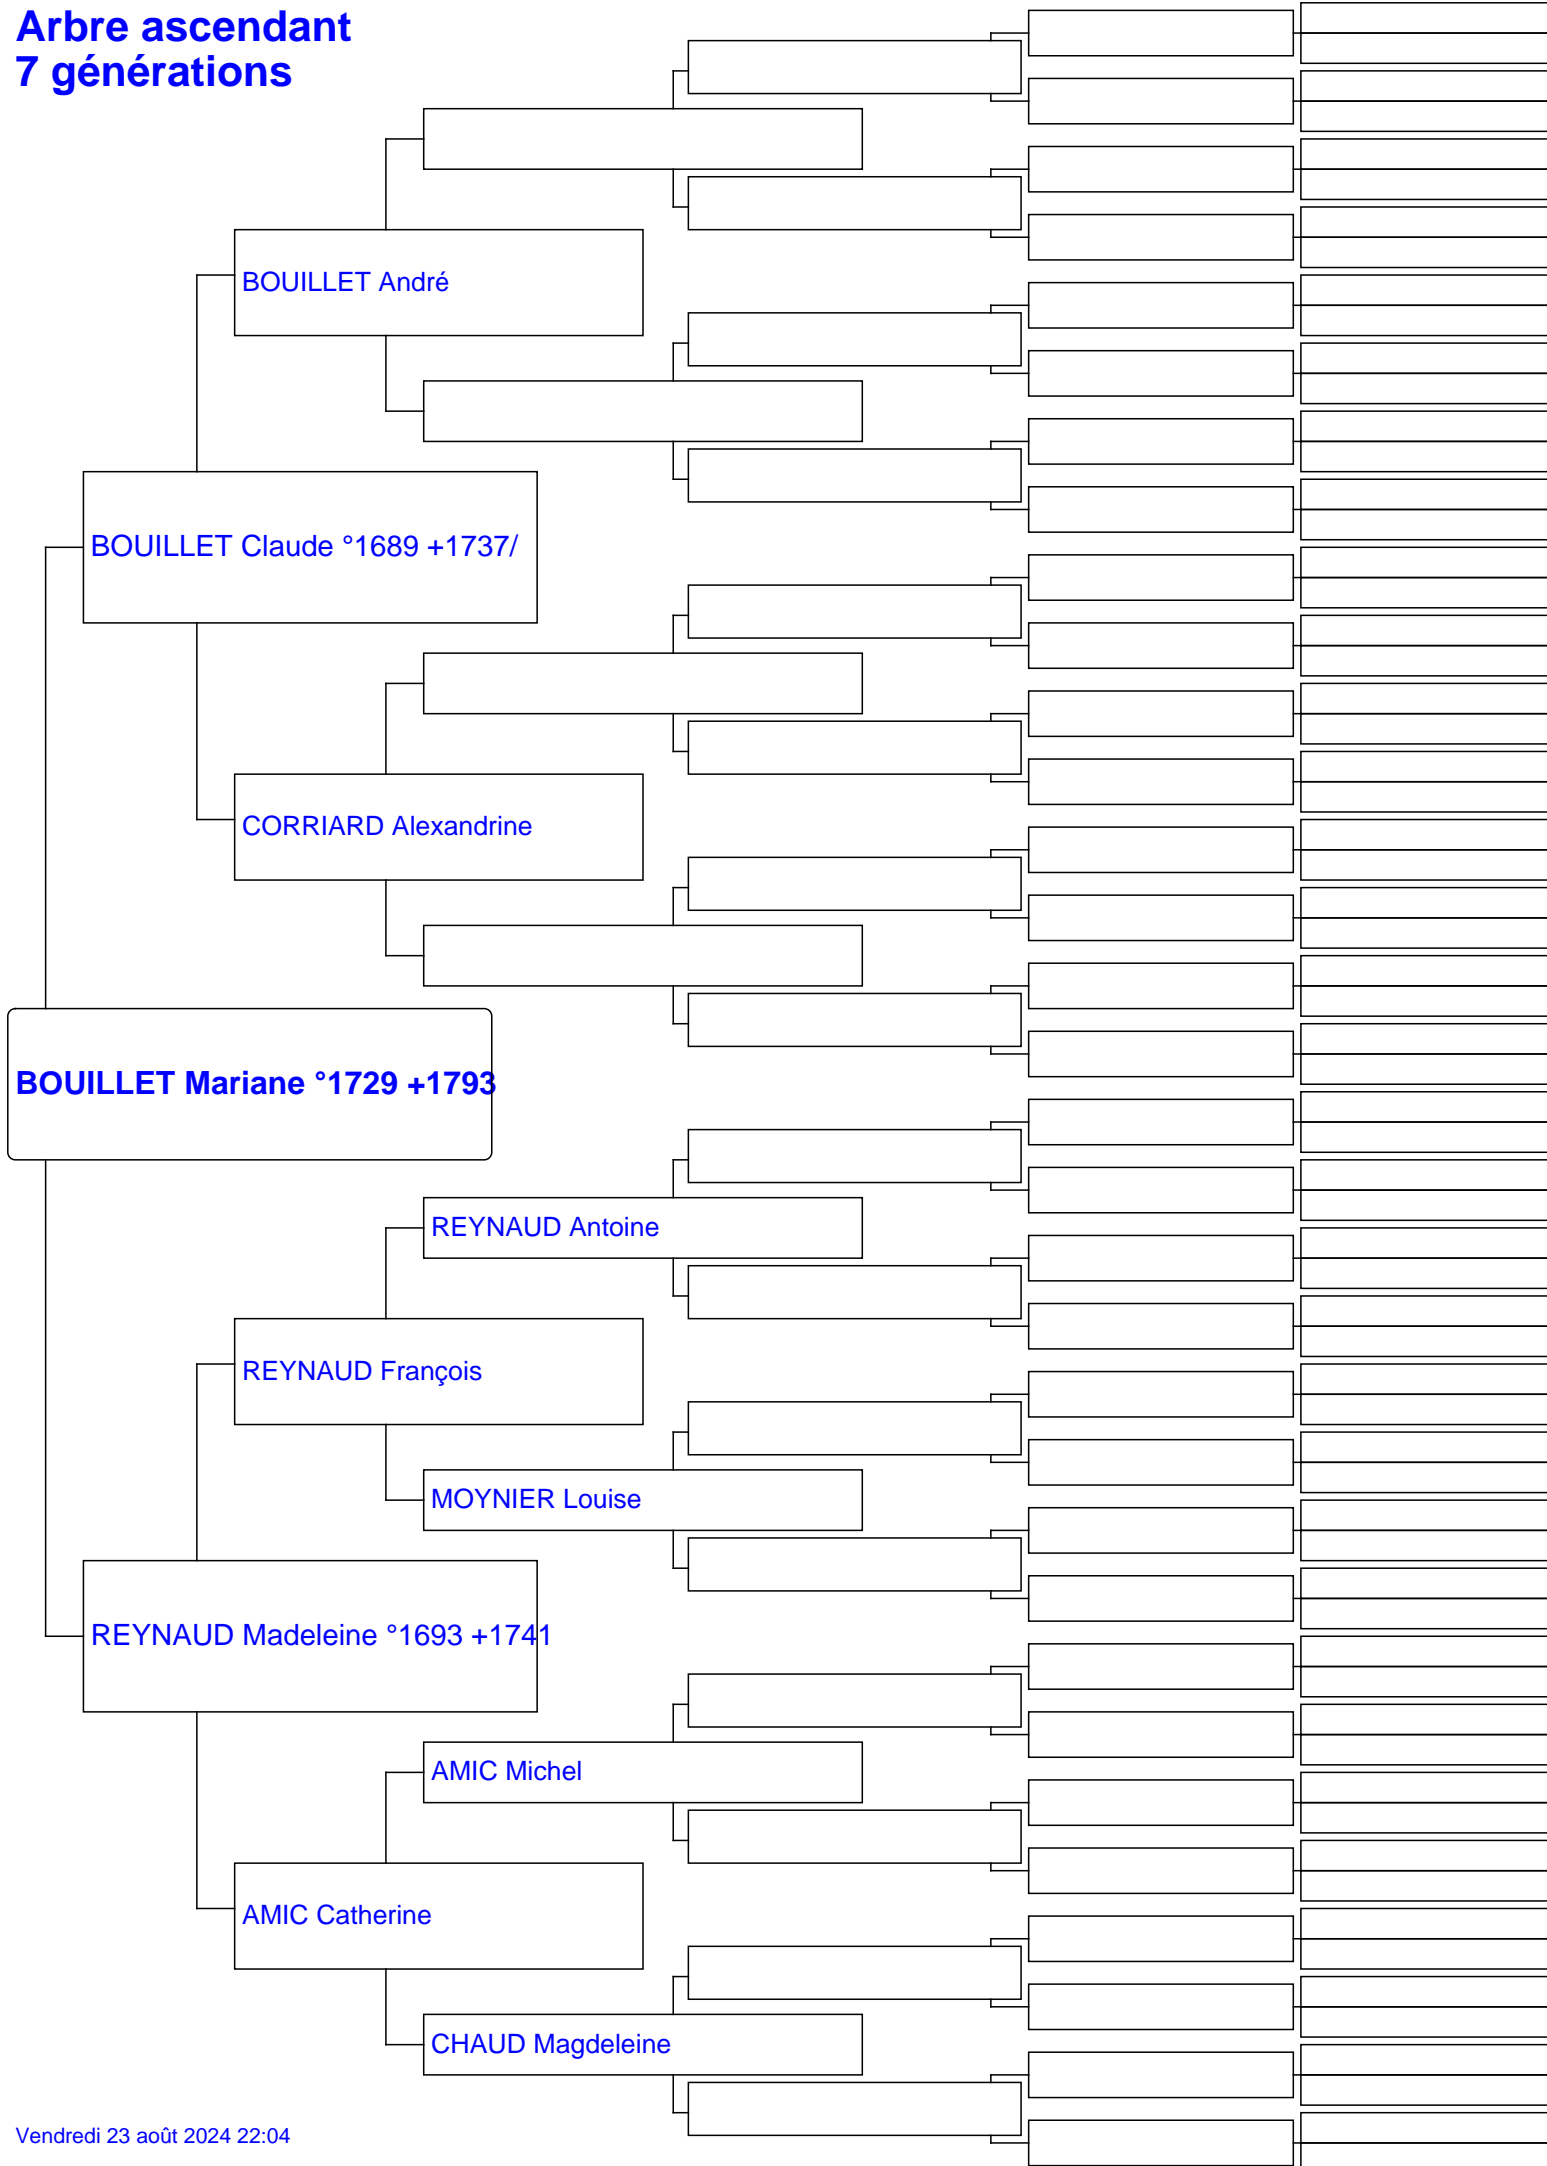 Arbre ascendant
7 générations
BOUILLET André
BOUILLET Claude °1689 +1737/
CORRIARD Alexandrine
BOUILLET Mariane °1729 +1793
REYNAUD Antoine
REYNAUD François
MOYNIER Louise
REYNAUD Madeleine °1693 +1741
AMIC Michel
AMIC Catherine
CHAUD Magdeleine
Vendredi 23 août 2024 22:04